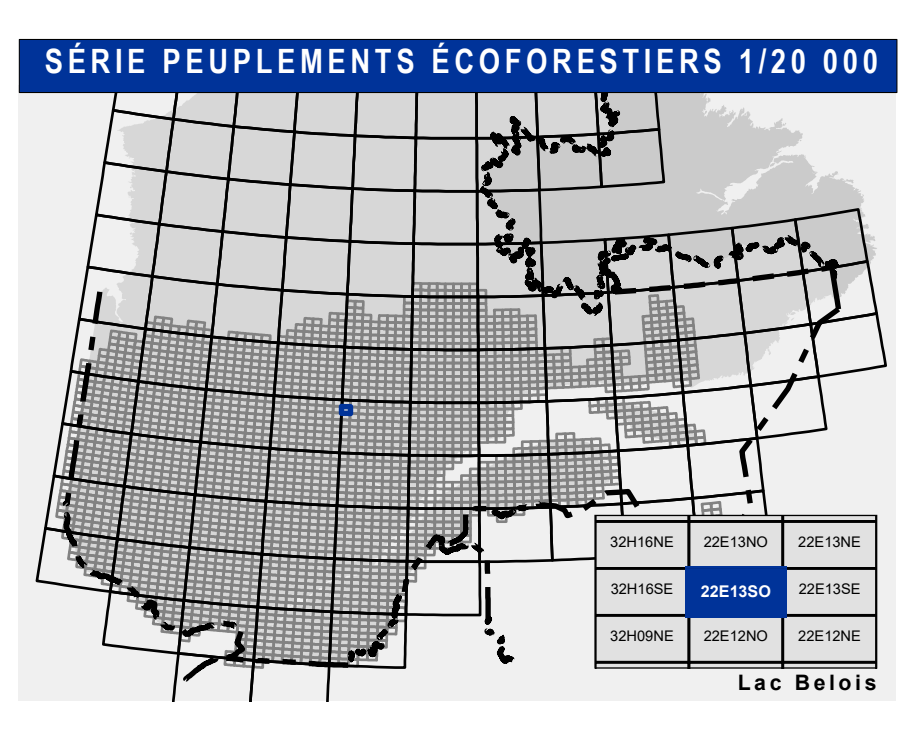 SÉRIE PEUPLEMENTS ÉCOFORESTIERS 1/20 000
32H16NE 22E13NO 22E13NE
32H16SE 22E13SO 22E13SE
32H09NE 22E12NO 22E12NE
Lac Belois